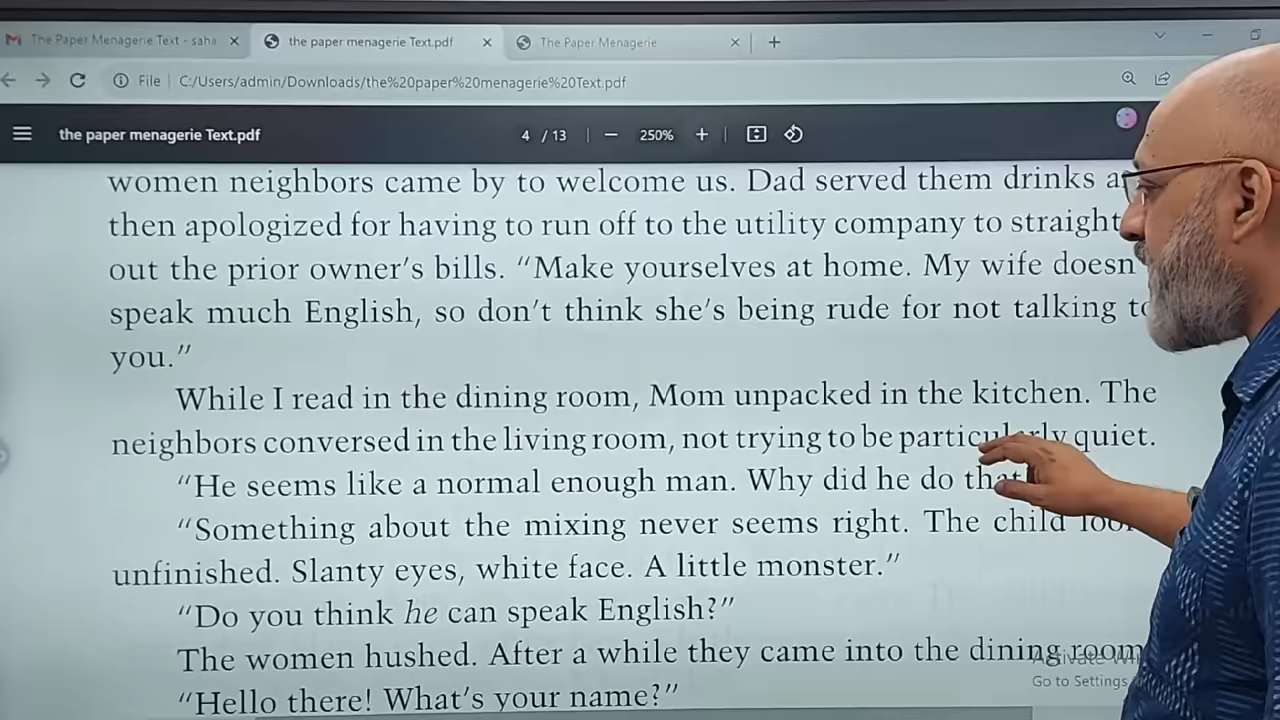 The Paper Menagerie Text - saha
the paper menagerie Text.pdf
The Paper Menagerie
File C:/Users/admin/Downloads/the%20paper%20menagerie%20Text.pdf
the paper menagerie Text.pdf
4 / 13
250%
women neighbors came by to welcome us. Dad served them drinks
then apologized for having to run off to the utility company to straight
out the prior owner's bills. “Make yourselves at home. My wife doesn
speak much English, so don't think she's being rude for not talking to
you.”
While I read in the dining room, Mom unpacked in the kitchen. The
neighbors conversed in the living room, not trying to be particularly quiet.
“He seems like a normal enough man. Why did he do that
“Something about the mixing never seems right. The child
unfinished. Slanty eyes, white face. A little monster.”
“Do you think he can speak English?”
The women hushed. After a while they came into the dining room
“Hello there! What's your name?”
Activate
Go to Settings